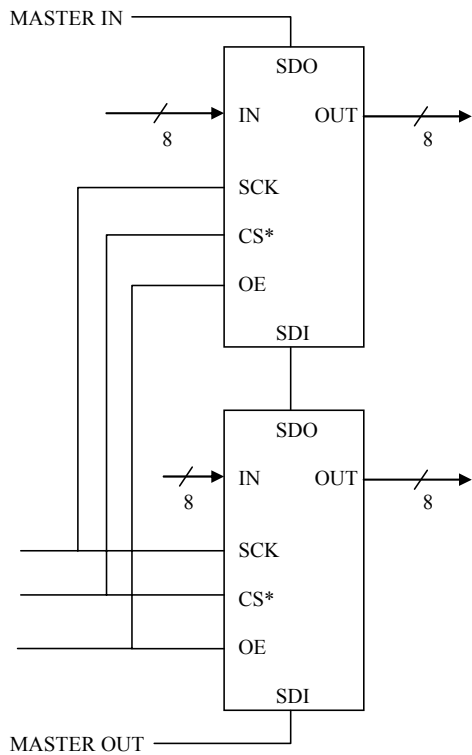 MASTER IN
SDO
IN OUT
8 8
SCK
CS*
OE
SDI
SDO
IN OUT
8 8
SCK
CS*
OE
SDI
MASTER OUT